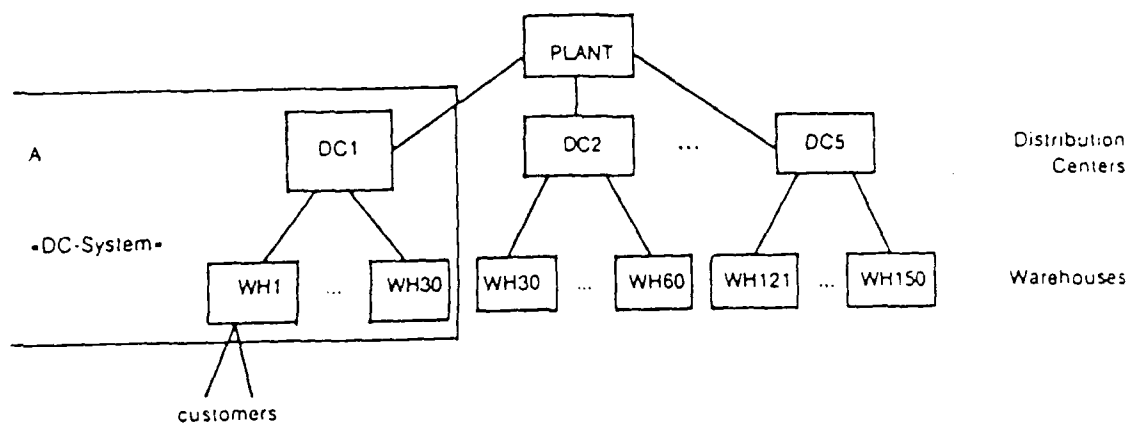 PLANT
A
DC1
DC2
...
DC5
Distribution
Centers
"DC-System"
WH1
...
WH30
WH30
...
WH60
WH121
...
WH150
Warehouses
customers